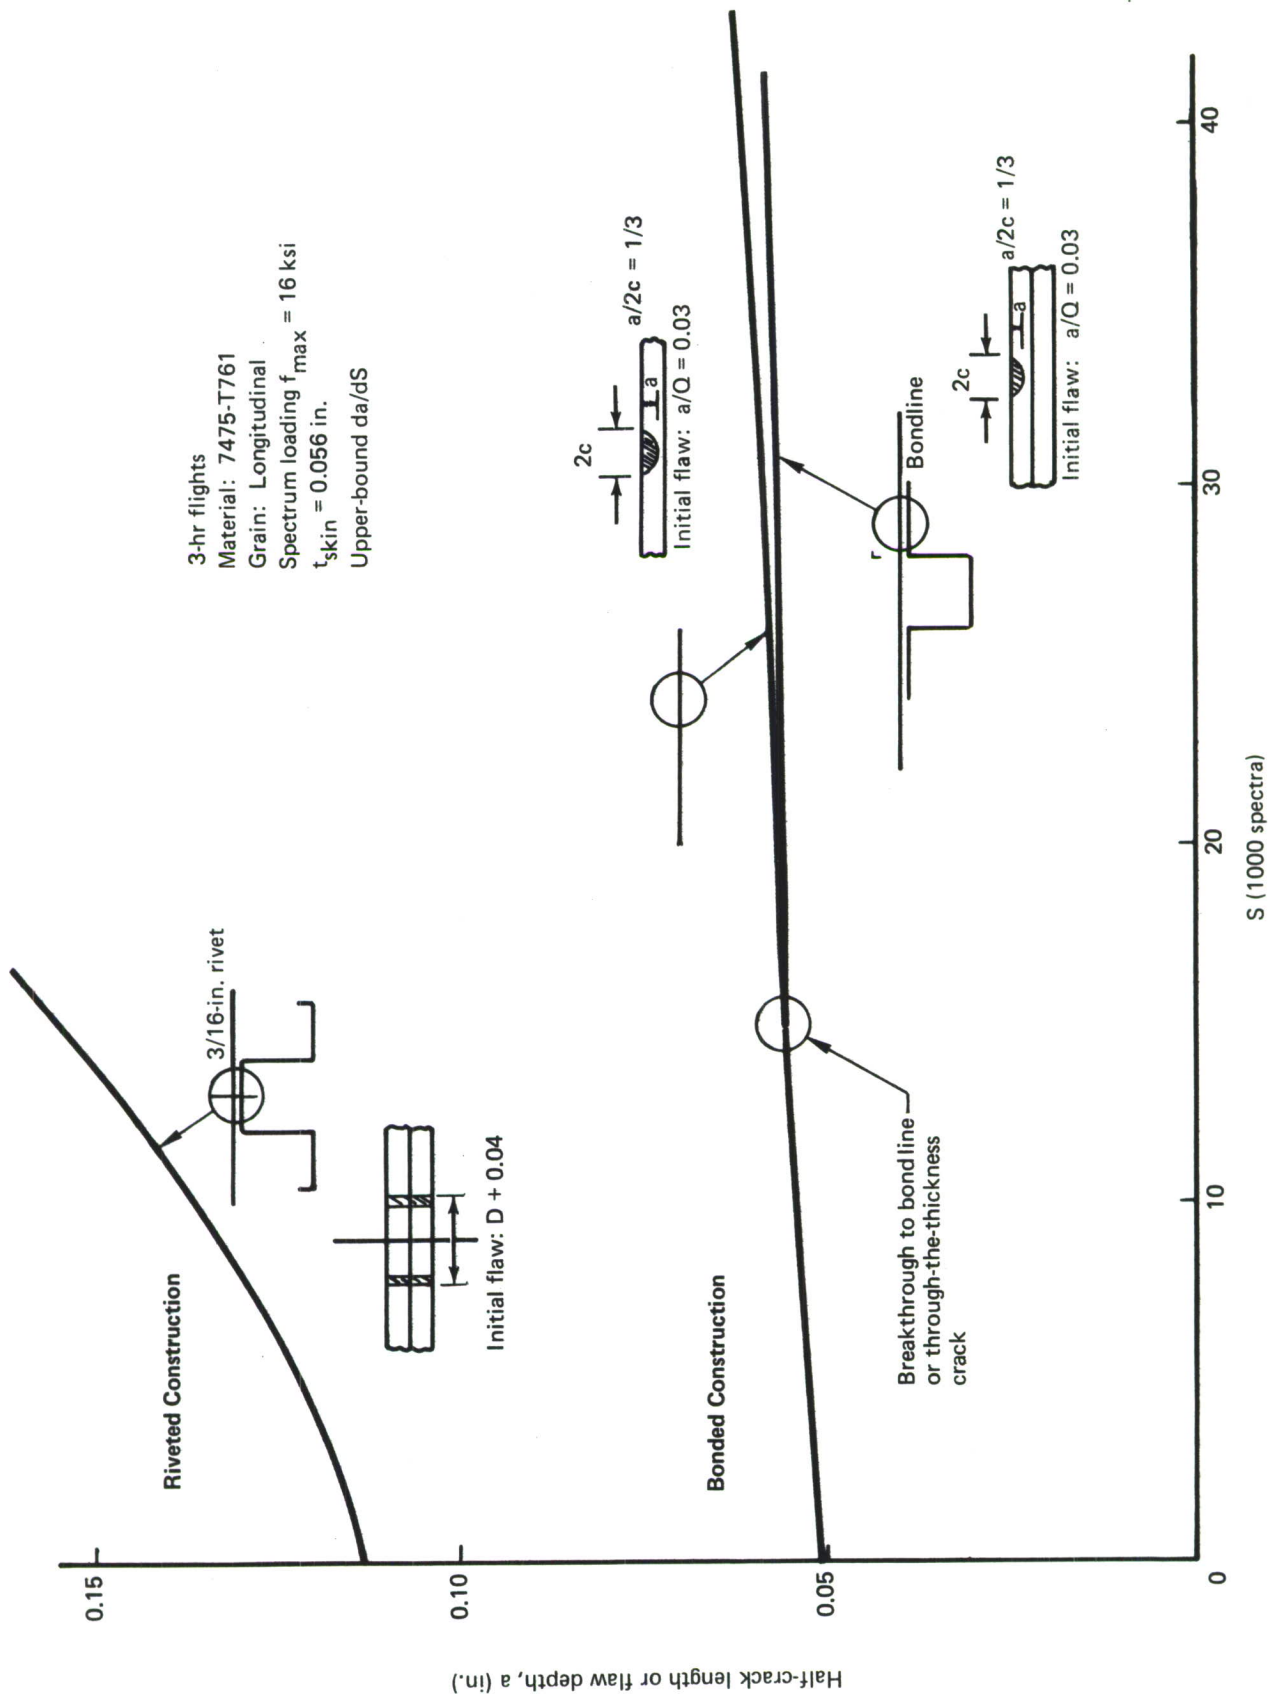 3-hr flights
Material: 7475-T761
Grain: Longitudinal
Spectrum loading fmax = 16 ksi
tskin = 0.056 in.
Upper-bound da/dS
Riveted Construction
3/16-in. rivet
Initial flaw: D + 0.04
Bonded Construction
2c
a
a/2c = 1/3
Initial flaw: a/Q = 0.03
r
Bondline
2c
a
a/2c = 1/3
Initial flaw: a/Q = 0.03
Breakthrough to bond line
or through-the-thickness
crack
Half-crack length or flaw depth, a (in.)
0.15
0.10
0.05
0
10
20
30
40
S (1000 spectra)